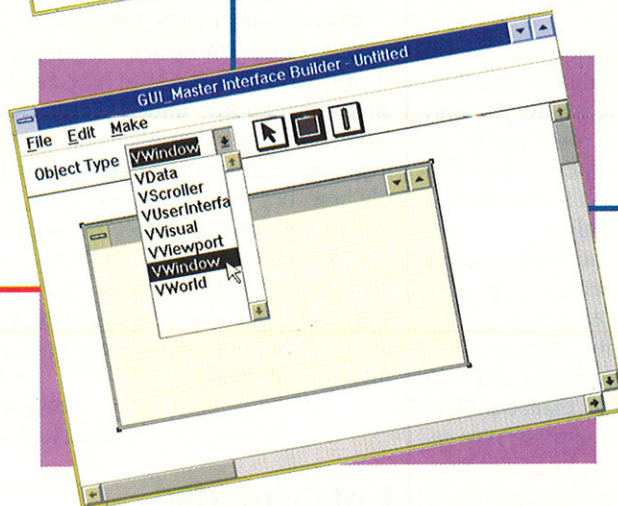 GUI_Master Interface Builder - Untitled
File Edit Make
Object Type VWindow
VData
VScroller
VUserInterfa
VVisual
VViewport
VWindow
VWorld